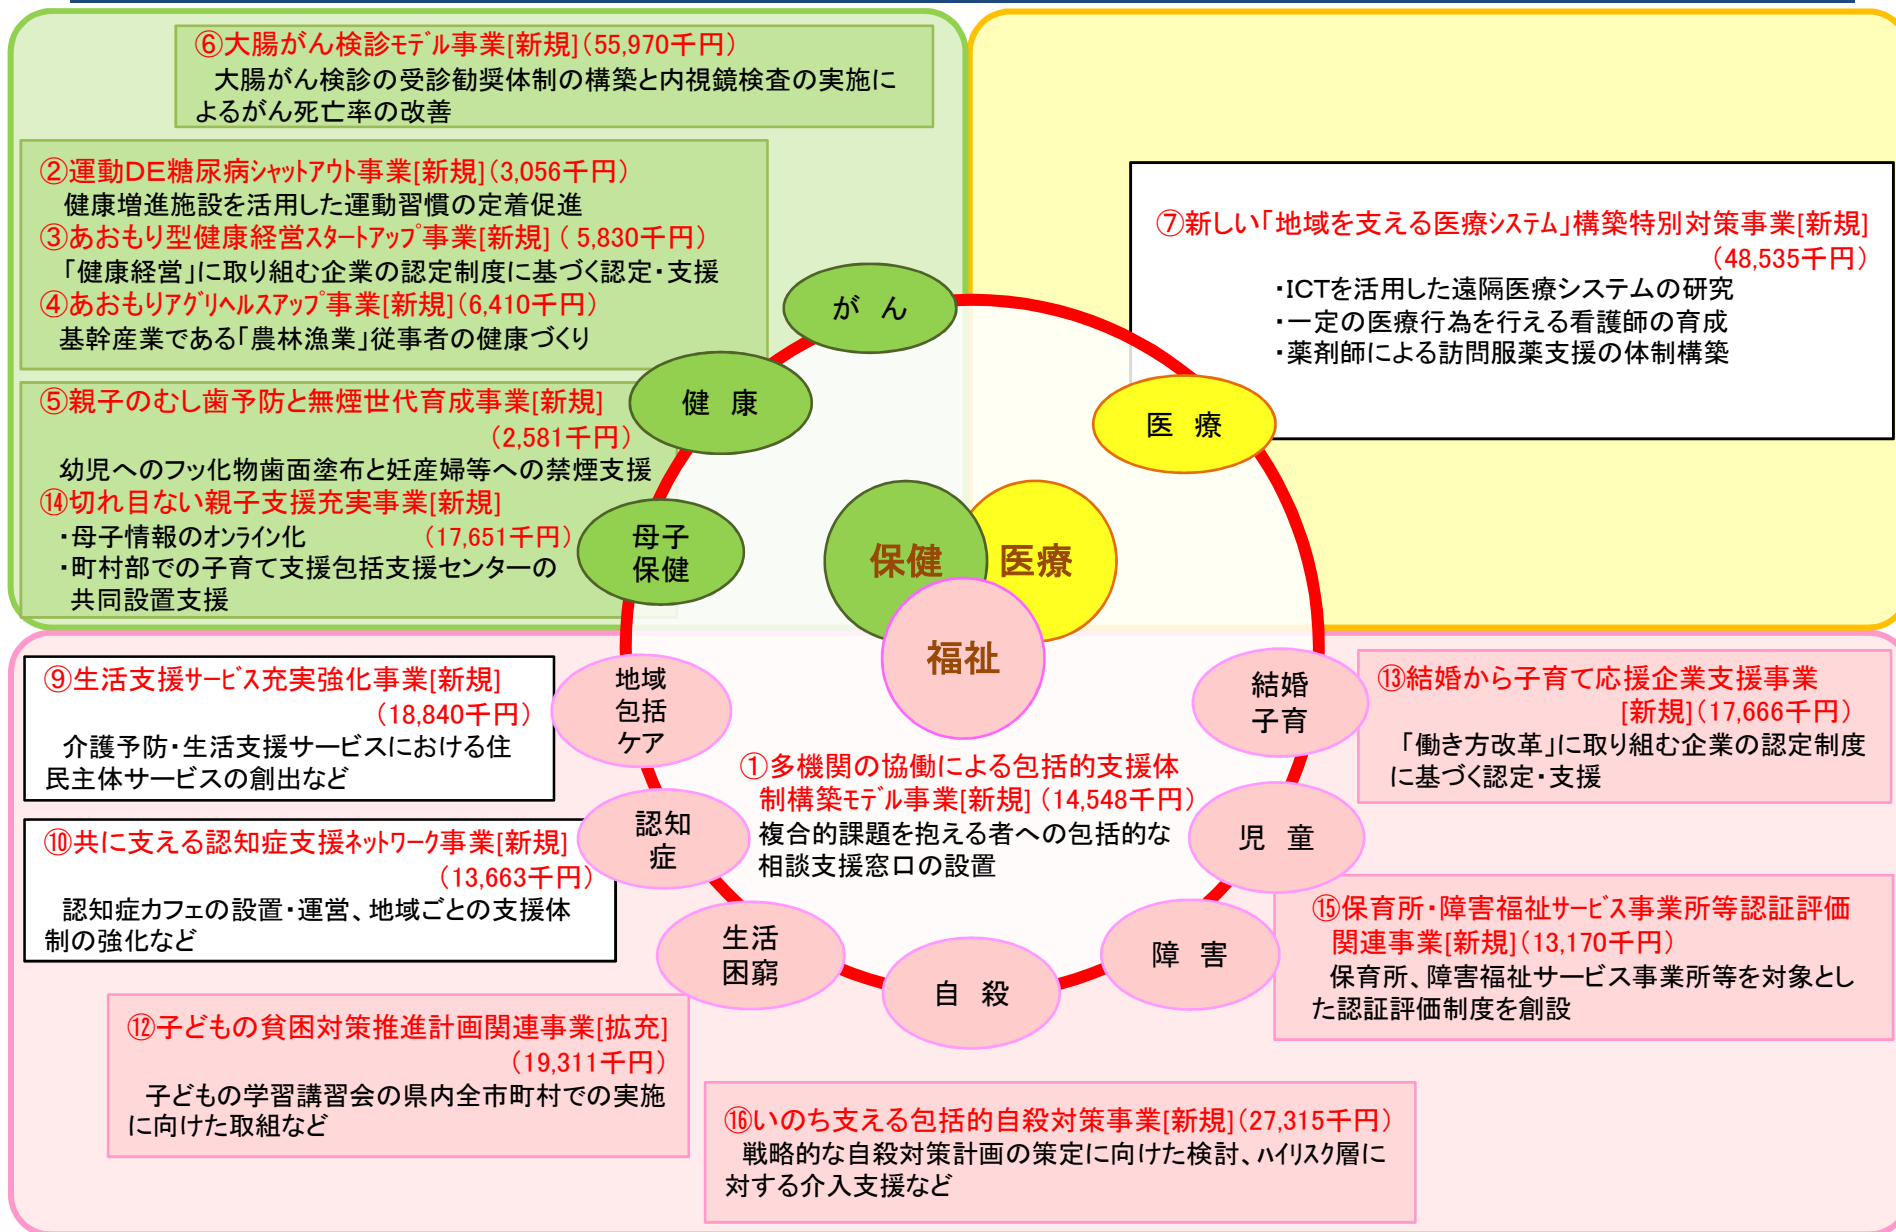 ⑥大腸がん検診ﾓﾃﾞﾙ事業[新規](55,970千円)
大腸がん検診の受診勧奨体制の構築と内視鏡検査の実施に
よるがん死亡率の改善
②運動DE糖尿病ｼｬｯﾄｱｳﾄ事業[新規](3,056千円)
健康増進施設を活用した運動習慣の定着促進
③あおもり型健康経営ｽﾀｰﾄｱｯﾌﾟ事業[新規]( 5,830千円)
「健康経営」に取り組む企業の認定制度に基づく認定・支援
④あおもりｱｸﾞﾘﾍﾙｽｱｯﾌﾟ事業[新規](6,410千円)
基幹産業である「農林漁業」従事者の健康づくり
⑤親子のむし歯予防と無煙世代育成事業[新規]
(2,581千円)
幼児へのフッ化物歯面塗布と妊産婦等への禁煙支援
⑭切れ目ない親子支援充実事業[新規]
・母子情報のｵﾝﾗｲﾝ化 (17,651千円)
・町村部での子育て支援包括支援センターの
共同設置支援
⑦新しい「地域を支える医療ｼｽﾃﾑ」構築特別対策事業[新規]
(48,535千円)
・ICTを活用した遠隔医療システムの研究
・一定の医療行為を行える看護師の育成
・薬剤師による訪問服薬支援の体制構築
がん
健康
母子
保健
医療
保健
医療
福祉
⑨生活支援ｻｰﾋﾞｽ充実強化事業[新規]
(18,840千円)
介護予防・生活支援サービスにおける住
民主体サービスの創出など
地域
包括
ケア
⑩共に支える認知症支援ﾈｯﾄﾜｰｸ事業[新規]
(13,663千円)
認知症カフェの設置・運営、地域ごとの支援体
制の強化など
認知
症
①多機関の協働による包括的支援体
制構築ﾓﾃﾞﾙ事業[新規] (14,548千円)
複合的課題を抱える者への包括的な
相談支援窓口の設置
結婚
子育
⑬結婚から子育て応援企業支援事業
[新規](17,666千円)
「働き方改革」に取り組む企業の認定制度
に基づく認定・支援
児童
⑮保育所・障害福祉ｻｰﾋﾞｽ事業所等認証評価
関連事業[新規](13,170千円)
保育所、障害福祉サービス事業所等を対象とし
た認証評価制度を創設
障害
生活
困窮
自殺
⑫子どもの貧困対策推進計画関連事業[拡充]
(19,311千円)
子どもの学習講習会の県内全市町村での実施
に向けた取組など
⑯いのち支える包括的自殺対策事業[新規](27,315千円)
戦略的な自殺対策計画の策定に向けた検討、ﾊｲﾘｽｸ層に
対する介入支援など